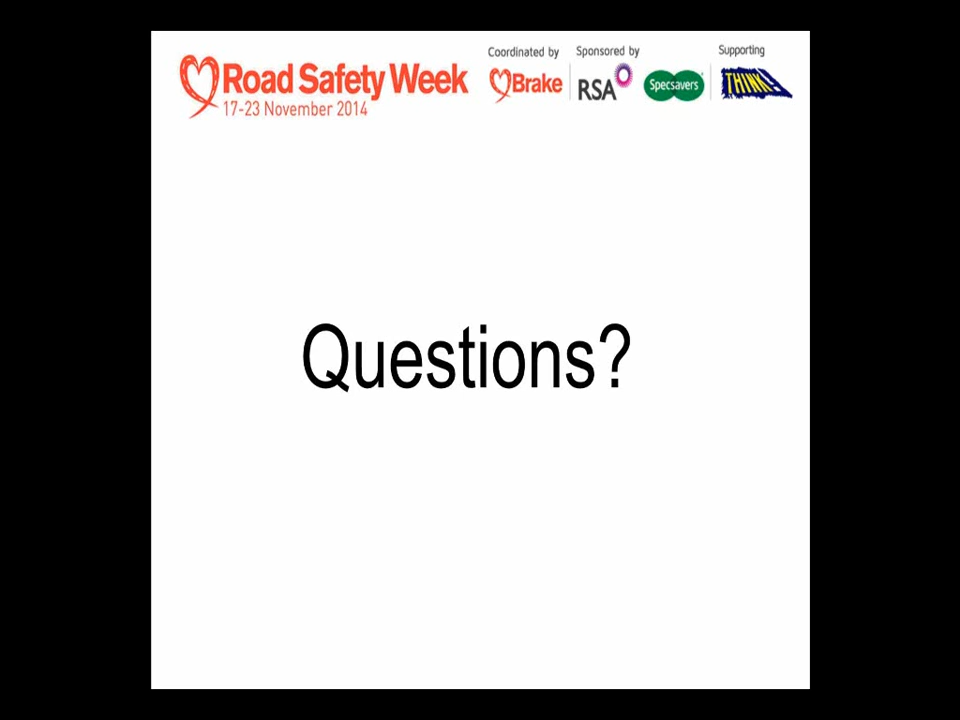 Road Safety Week
17-23 November 2014
Coordinated by
Brake
Sponsored by
RSA
Specsavers
Supporting
THINK!
Questions?